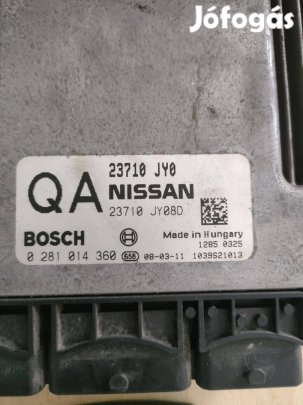 Jófogás
23710 JY0
QA NISSAN
23710 JY08D
BOSCH
Made in Hungary
1285 0325
0 281 014 360 658 08-03-11 1039S21013